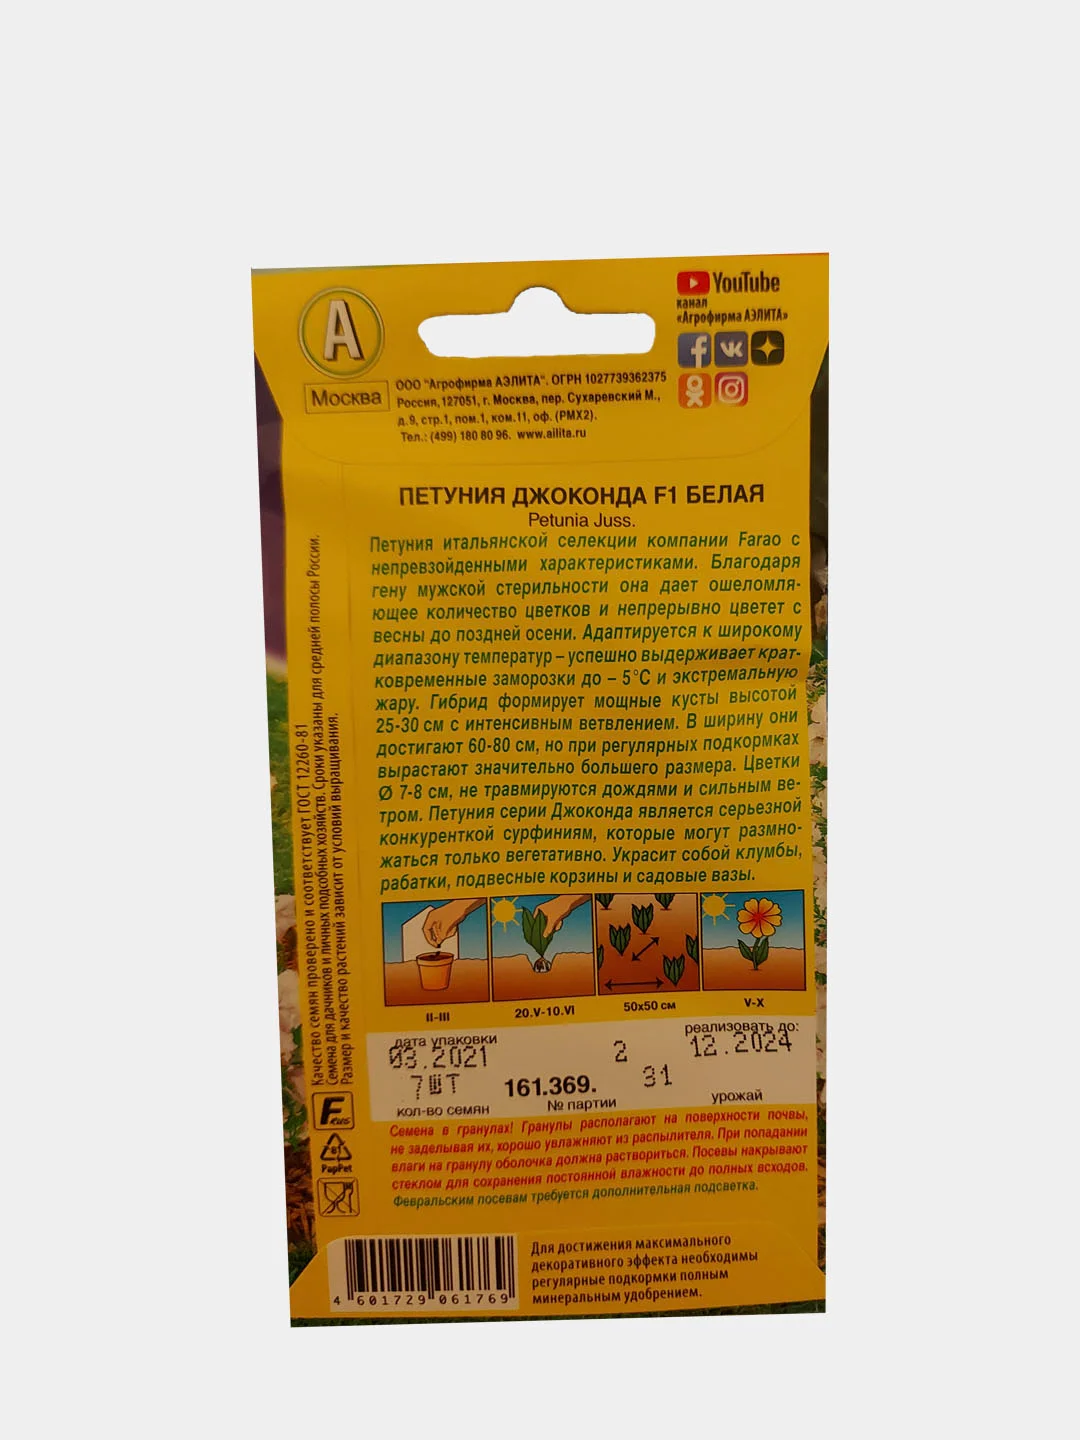 YouTube
канал
«Агрофирма АЭЛИТА»
А
Москва
ООО "Агрофирма АЭЛИТА". ОГРН 1027739362375
Россия, 127051, г. Москва, пер. Сухаревский М.,
д.9, стр.1, пом.1, ком.11, оф. (РМХ2).
Тел.: (499) 180 80 96. www.ailita.ru
ПЕТУНИЯ ДЖОКОНДА F1 БЕЛАЯ
Petunia Juss.
Петуния итальянской селекции компании Farao с
непревзойденными характеристиками. Благодаря
гену мужской стерильности она дает ошеломля-
ющее количество цветков и непрерывно цветет с
весны до поздней осени. Адаптируется к широкому
диапазону температур – успешно выдерживает крат-
ковременные заморозки до – 5°С и экстремальную
жару. Гибрид формирует мощные кусты высотой
25-30 см с интенсивным ветвлением. В ширину они
достигают 60-80 см, но при регулярных подкормках
вырастают значительно большего размера. Цветки
Ø 7-8 см, не травмируются дождями и сильным ве-
тром. Петуния серии Джоконда является серьезной
конкуренткой сурфиниям, которые могут размно-
жаться только вегетативно. Украсит собой клумбы,
рабатки, подвесные корзины и садовые вазы.
II-III
20.V-10.VI
50х50 см
V-X
дата упаковки
03.2021
2
реализовать до:
12.2024
7ШТ
161.369.
31
кол-во семян
№ партии
урожай
Семена в гранулах! Гранулы располагают на поверхности почвы,
не заделывая их, хорошо увлажняют из распылителя. При попадании
влаги на гранулу оболочка должна раствориться. Посевы накрывают
стеклом для сохранения постоянной влажности до полных всходов.
Февральским посевам требуется дополнительная подсветка.
Качество семян проверено и соответствует ГОСТ 12260-81
Семена для дачников и личных подсобных хозяйств. Сроки указаны для средней полосы России.
Размер и качество растений зависит от условий выращивания.
81
PapPet
4 601729 061769
Для достижения максимального
декоративного эффекта необходимы
регулярные подкормки полным
минеральным удобрением.